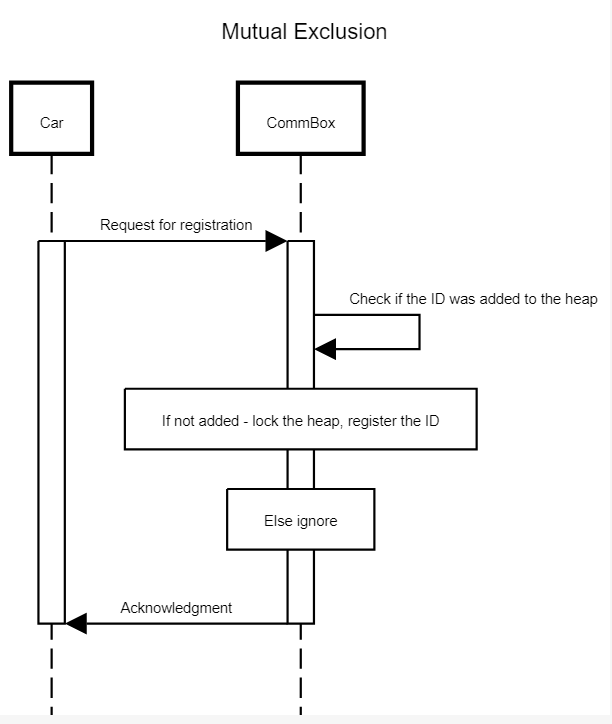 Mutual Exclusion
Car
CommBox
Request for registration
Check if the ID was added to the heap
If not added - lock the heap, register the ID
Else ignore
Acknowledgment